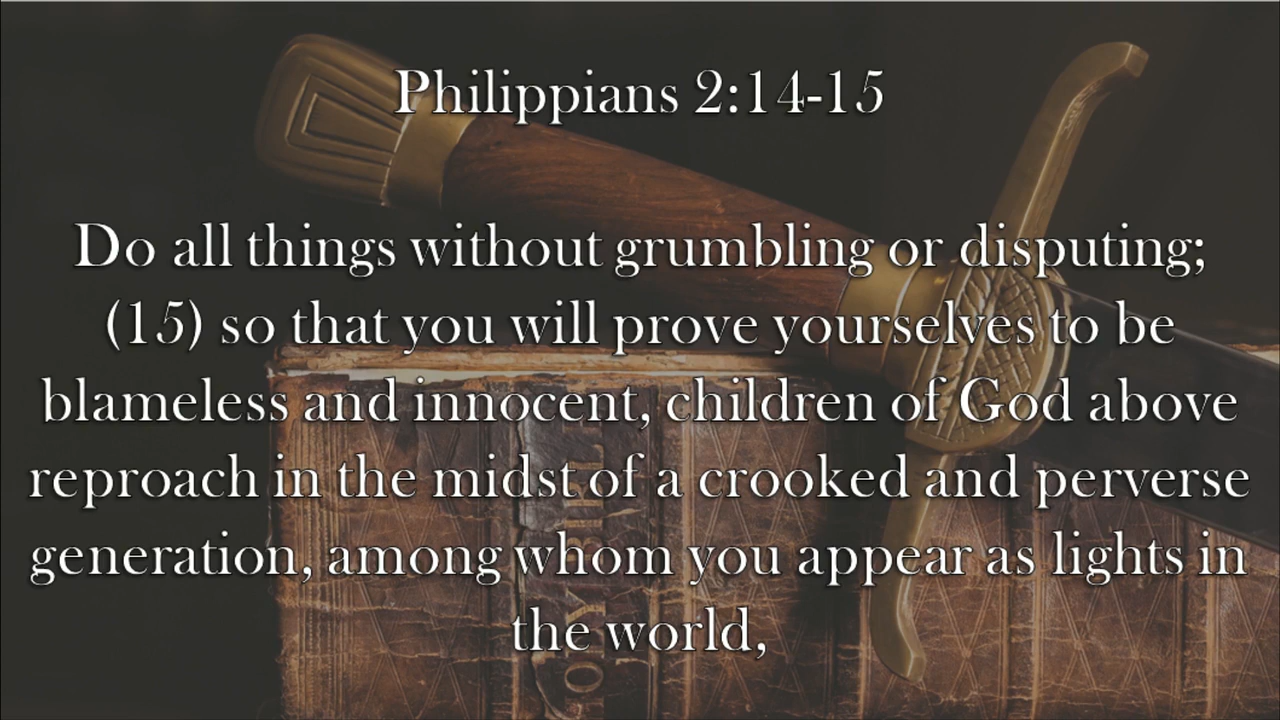 Philippians 2:14-15
Do all things without grumbling or disputing;
(15) so that you will prove yourselves to be
blameless and innocent, children of God above
reproach in the midst of a crooked and perverse
generation, among whom you appear as lights in
the world,